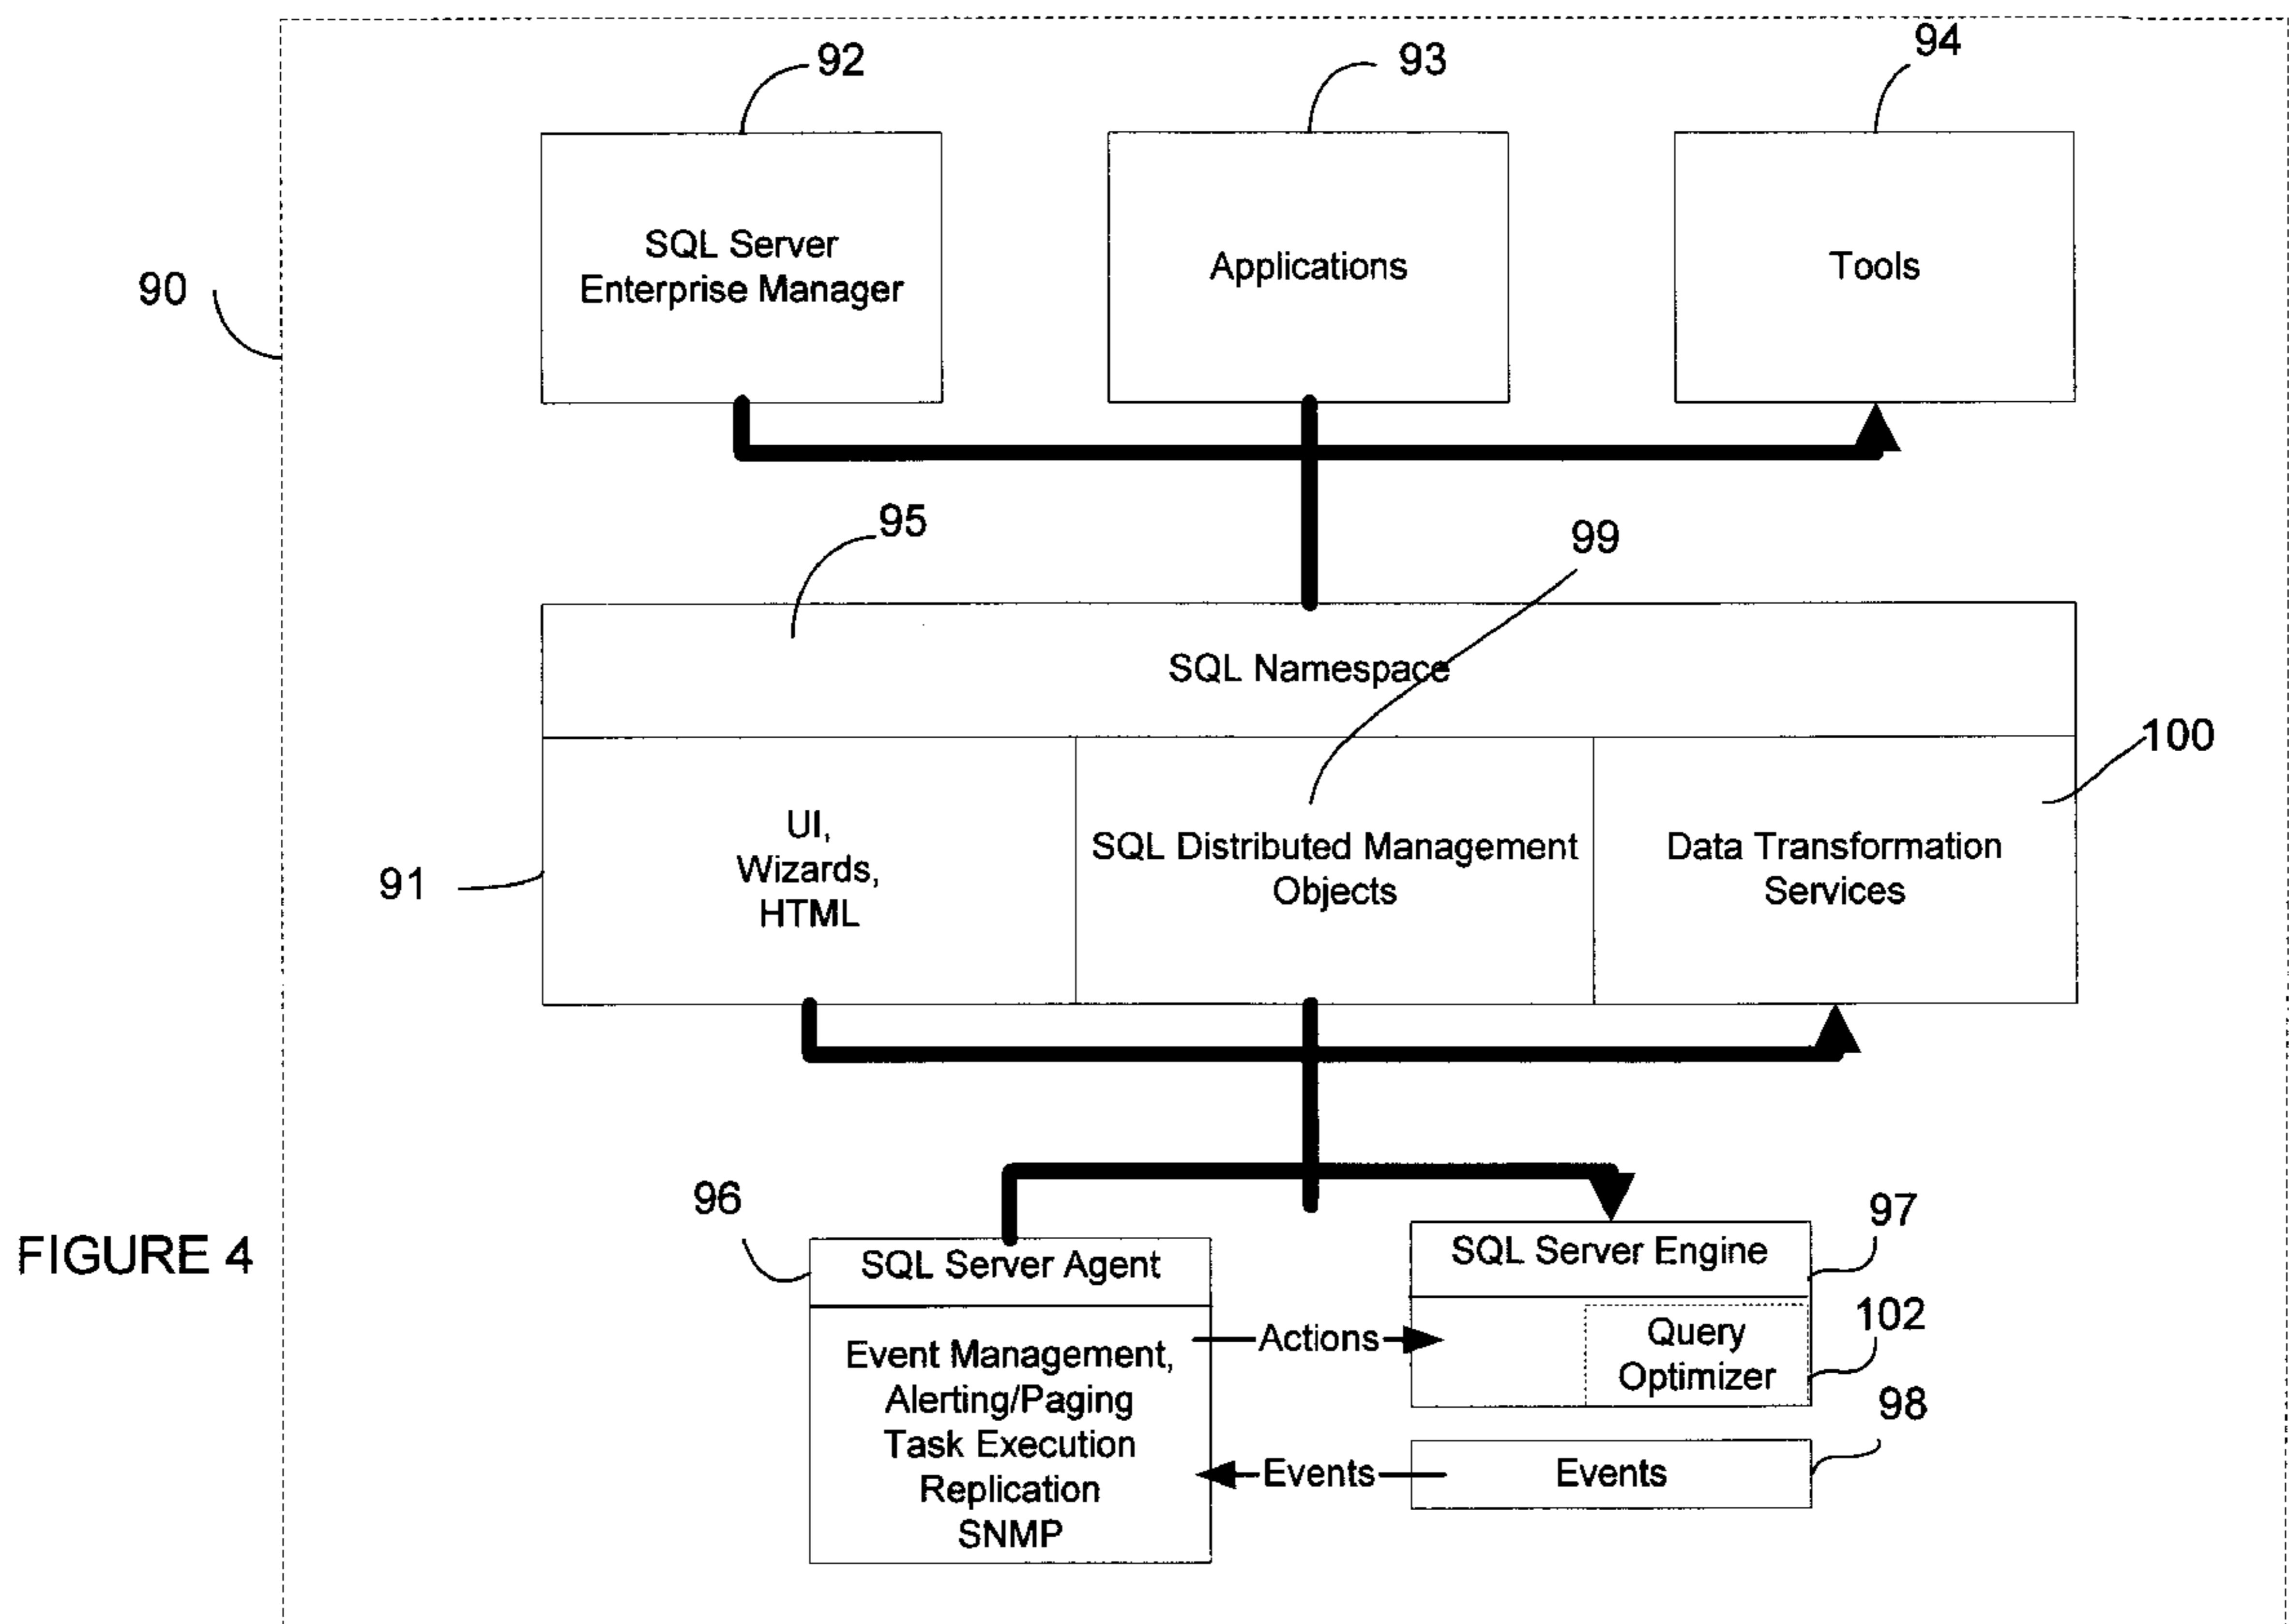 92
93
94
SQL Server
Enterprise Manager
Applications
Tools
90
95
99
SQL Namespace
100
91
UI,
Wizards,
HTML
SQL Distributed Management
Objects
Data Transformation
Services
96
97
FIGURE 4
SQL Server Agent
SQL Server Engine
102
Event Management,
Alerting/Paging
Task Execution
Replication
SNMP
Actions
Query
Optimizer
98
Events
Events